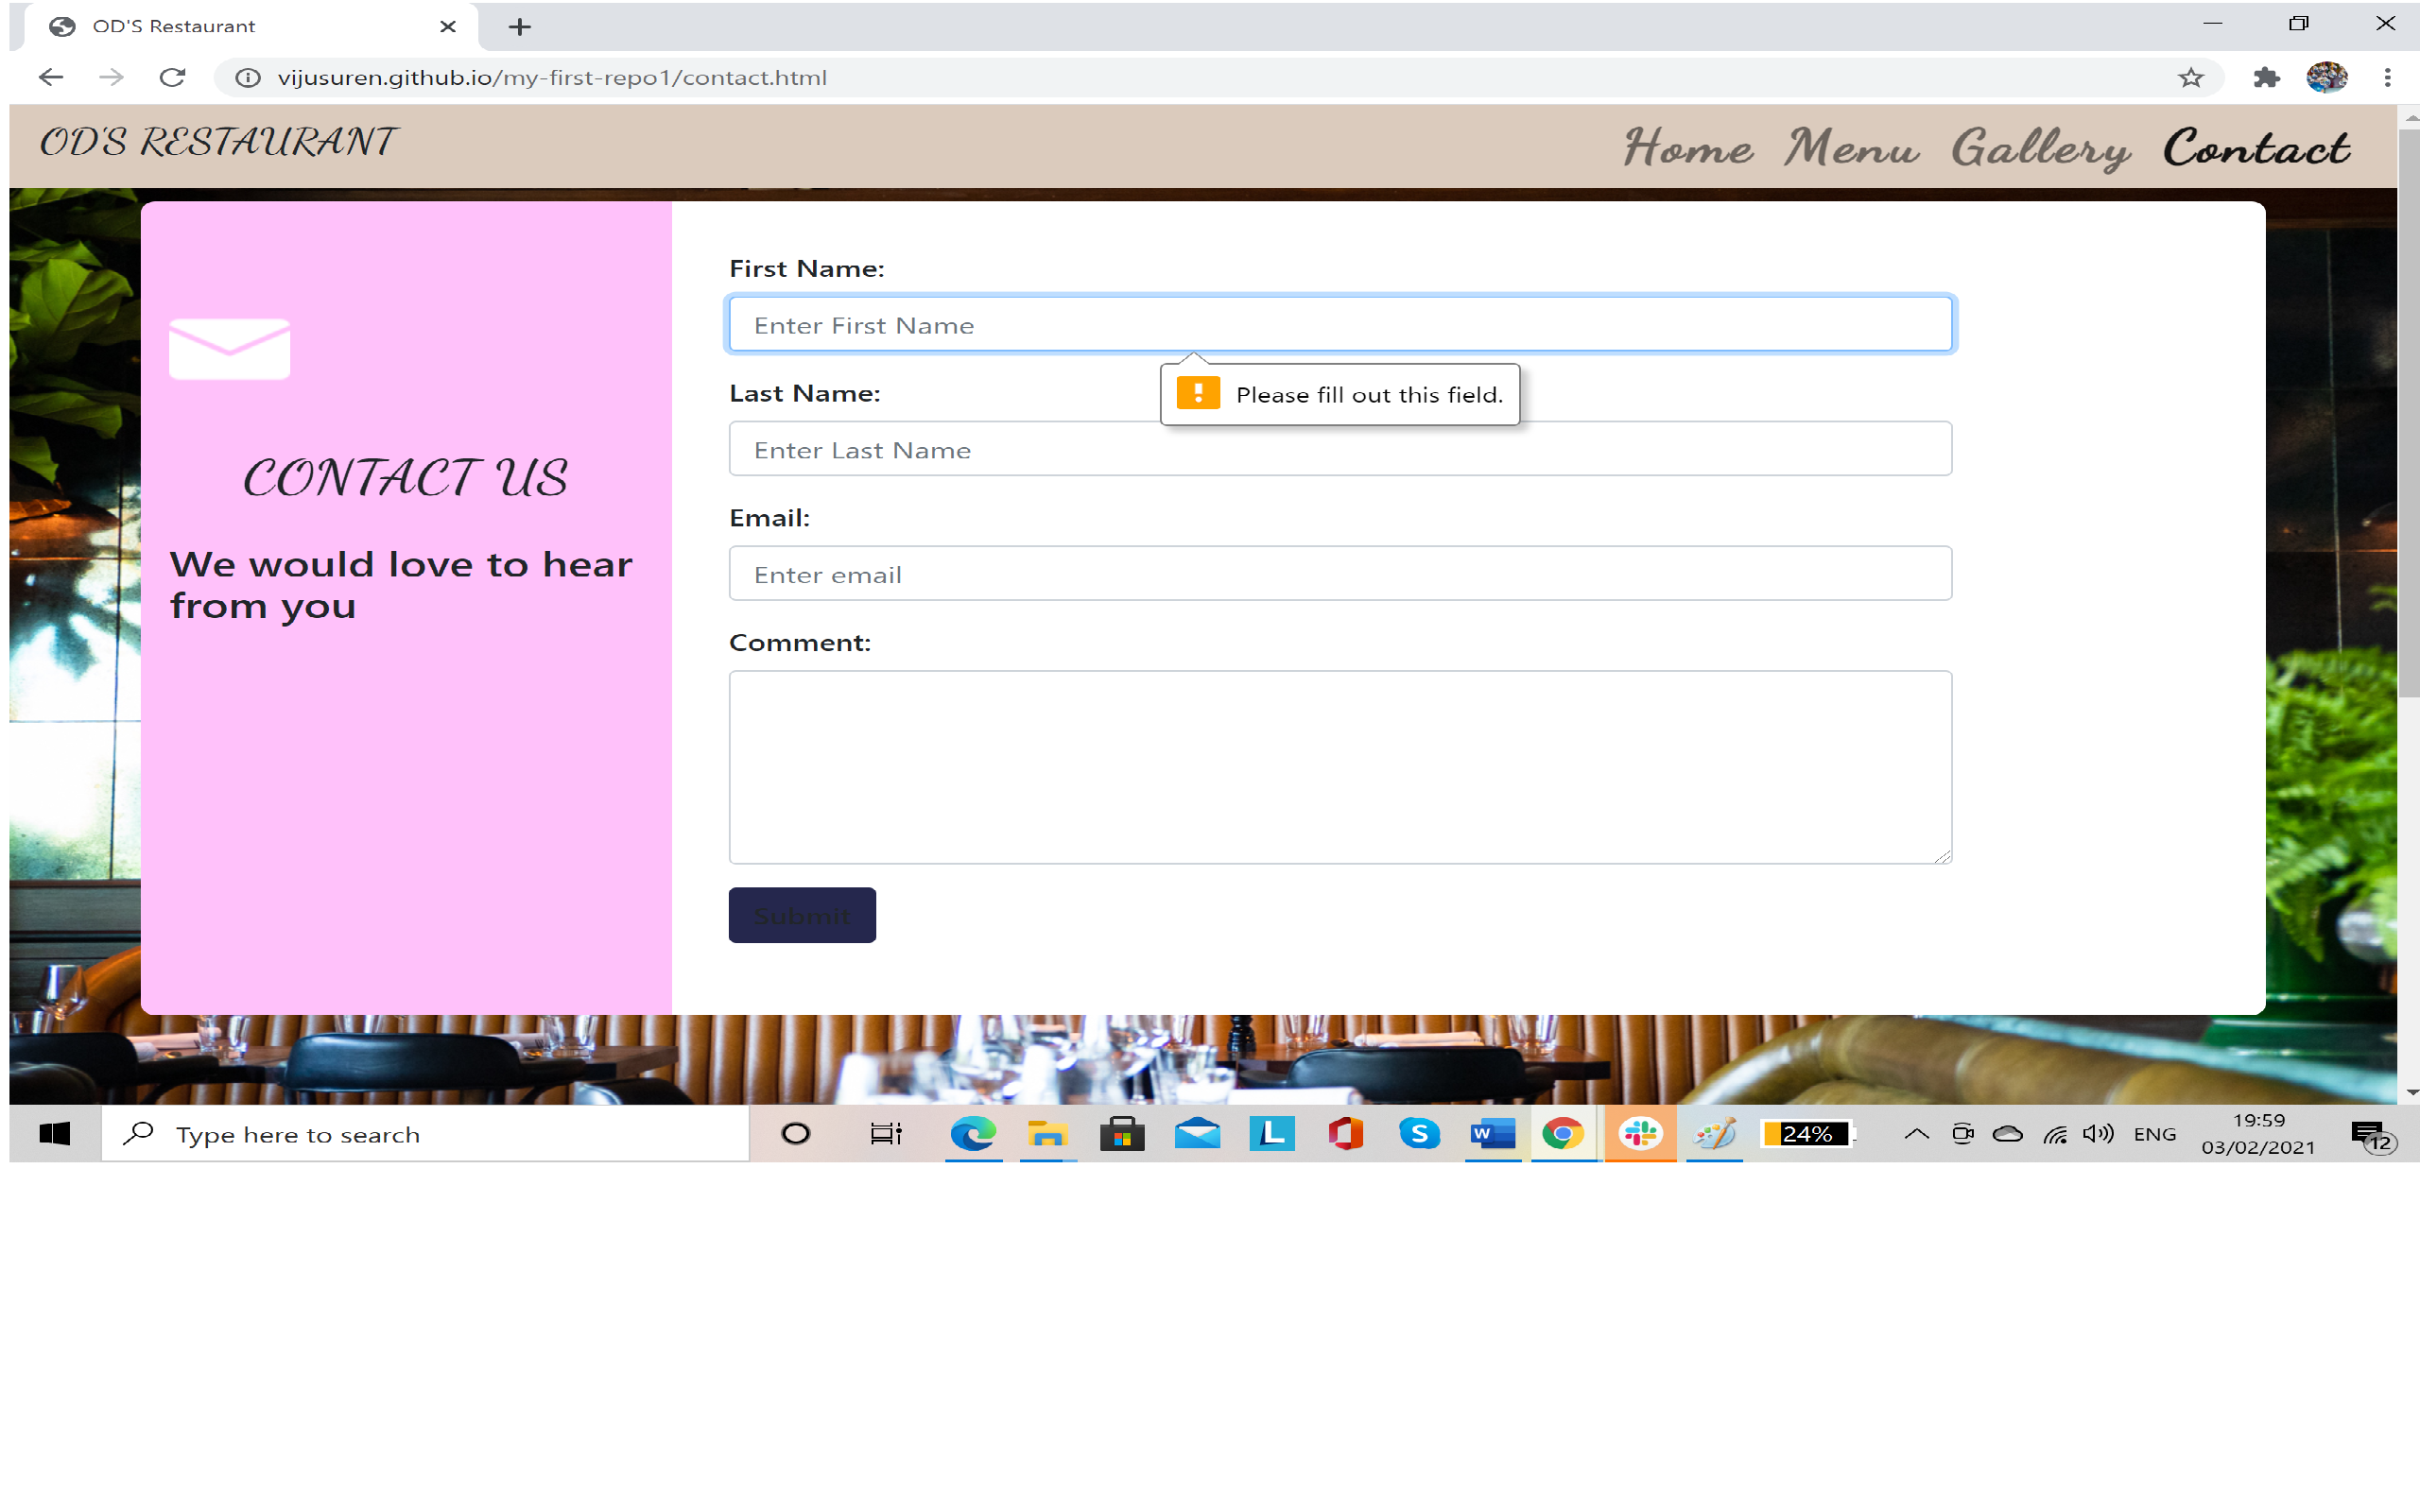 OD'S Restaurant
vijusuren.github.io/my-first-repo1/contact.html
OD'S RESTAURANT
Home Menu Gallery Contact
First Name:
Enter First Name
Please fill out this field.
Last Name:
Enter Last Name
CONTACT US
Email:
We would love to hear
from you
Enter email
Comment:
Submit
Type here to search
L
S
W
24%
ENG
19:59
03/02/2021
12